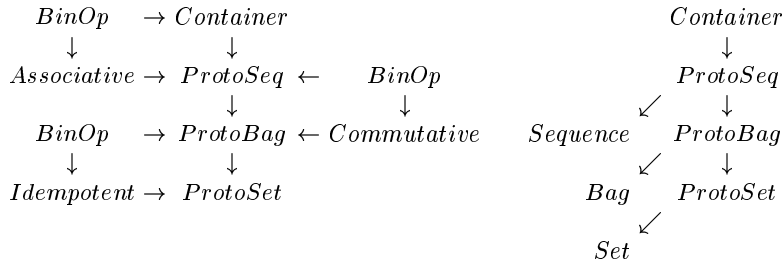 BinOp → Container Container
↓ ↓ ↓
Associative → ProtoSeq ← BinOp ProtoSeq
↓ ↓ ↙ ↓
BinOp → ProtoBag ← Commutative Sequence ProtoBag
↓ ↓ ↙ ↓
Idempotent → ProtoSet Bag ProtoSet
↙
Set